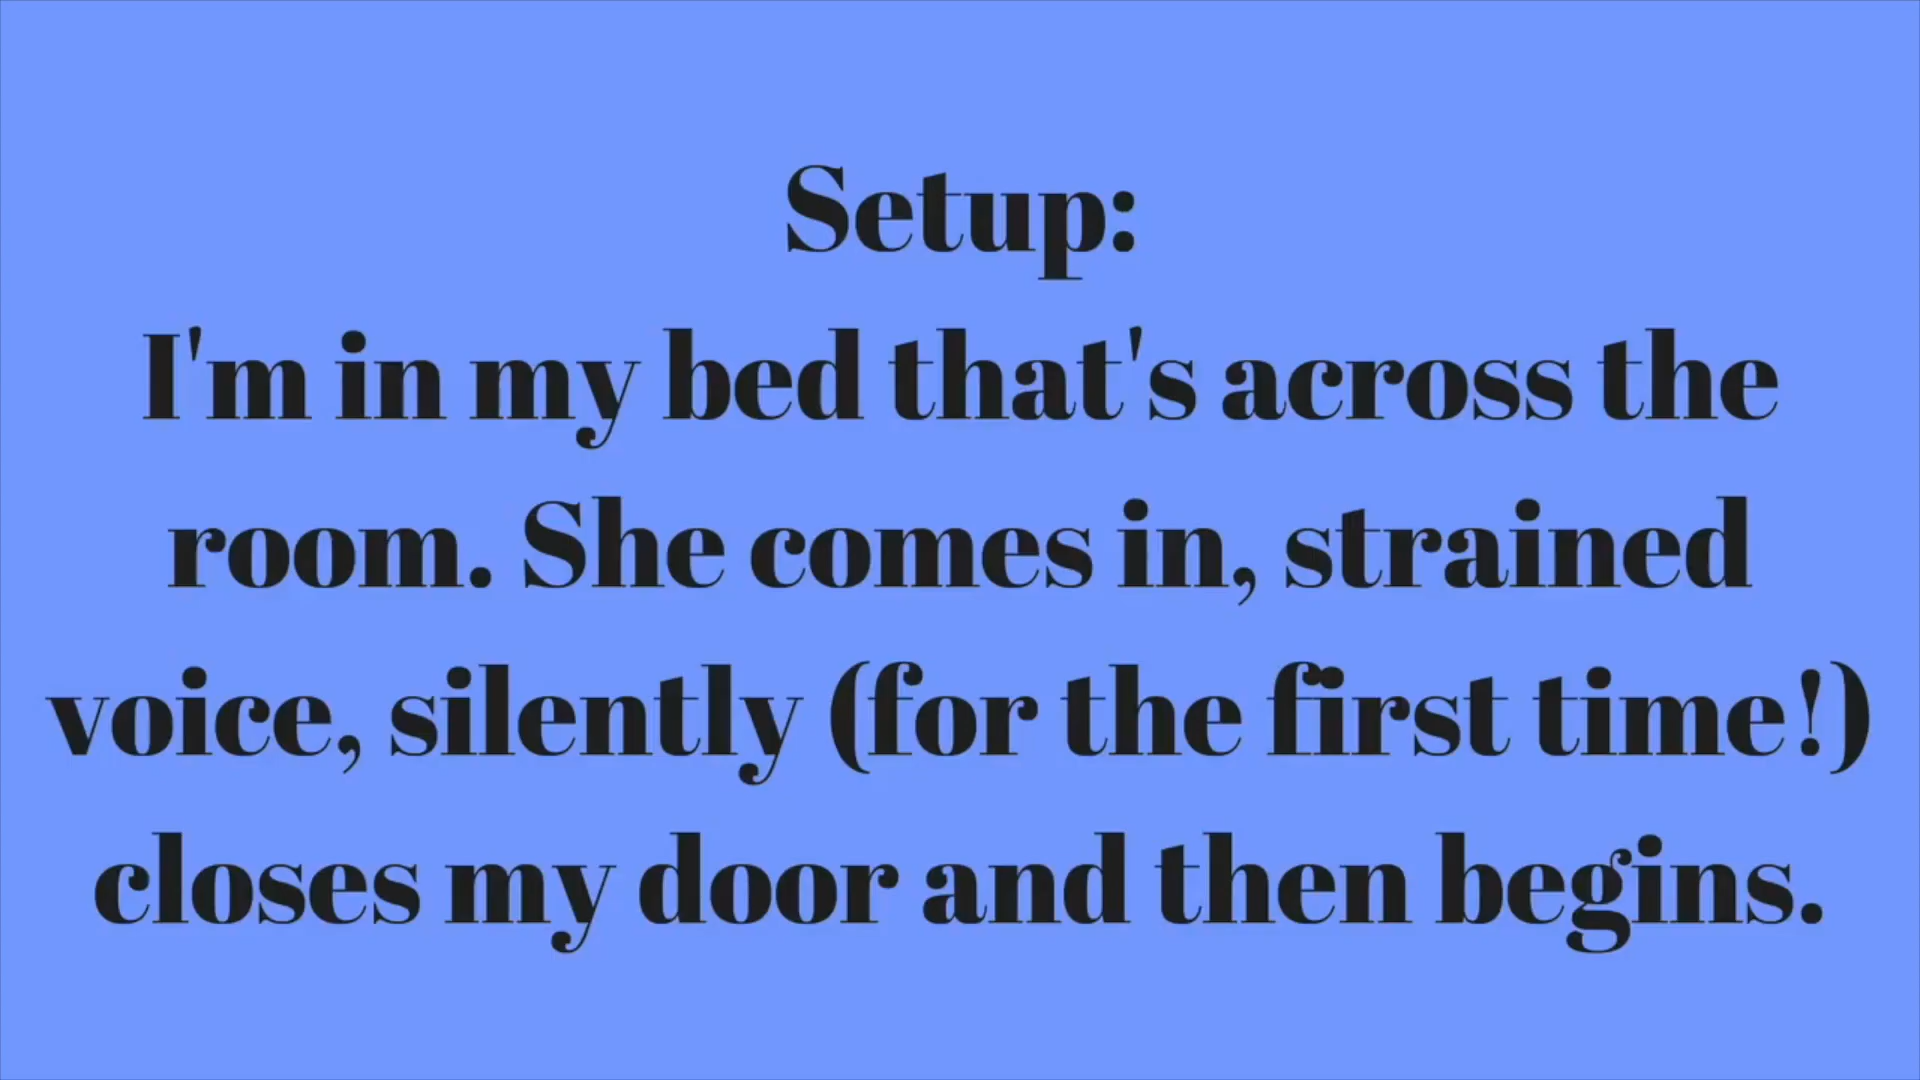 Setup:
I'm in my bed that's across the
room. She comes in, strained
voice, silently (for the first time!)
closes my door and then begins.